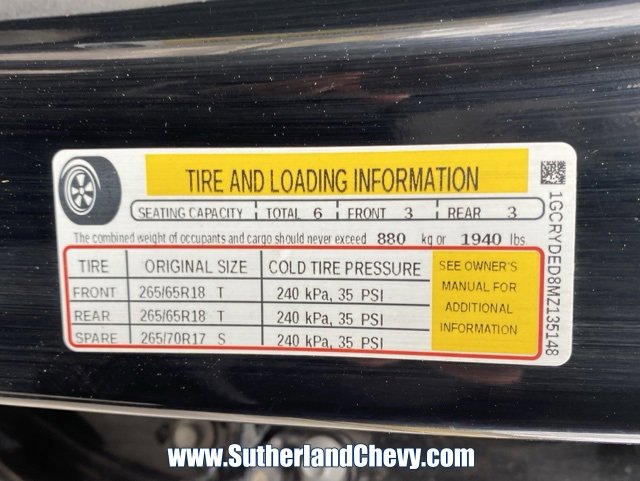 TIRE AND LOADING INFORMATION
SEATING CAPACITY TOTAL 6 FRONT 3 REAR 3
The combined weight of occupants and cargo should never exceed 880 kg or 1940 lbs.
TIRE ORIGINAL SIZE COLD TIRE PRESSURE
FRONT 265/65R18 T 240 kPa, 35 PSI
REAR 265/65R18 T 240 kPa, 35 PSI
SPARE 265/70R17 S 240 kPa, 35 PSI
SEE OWNER'S
MANUAL FOR
ADDITIONAL
INFORMATION
1GCRYDED8MZ135148
www.SutherlandChevy.com